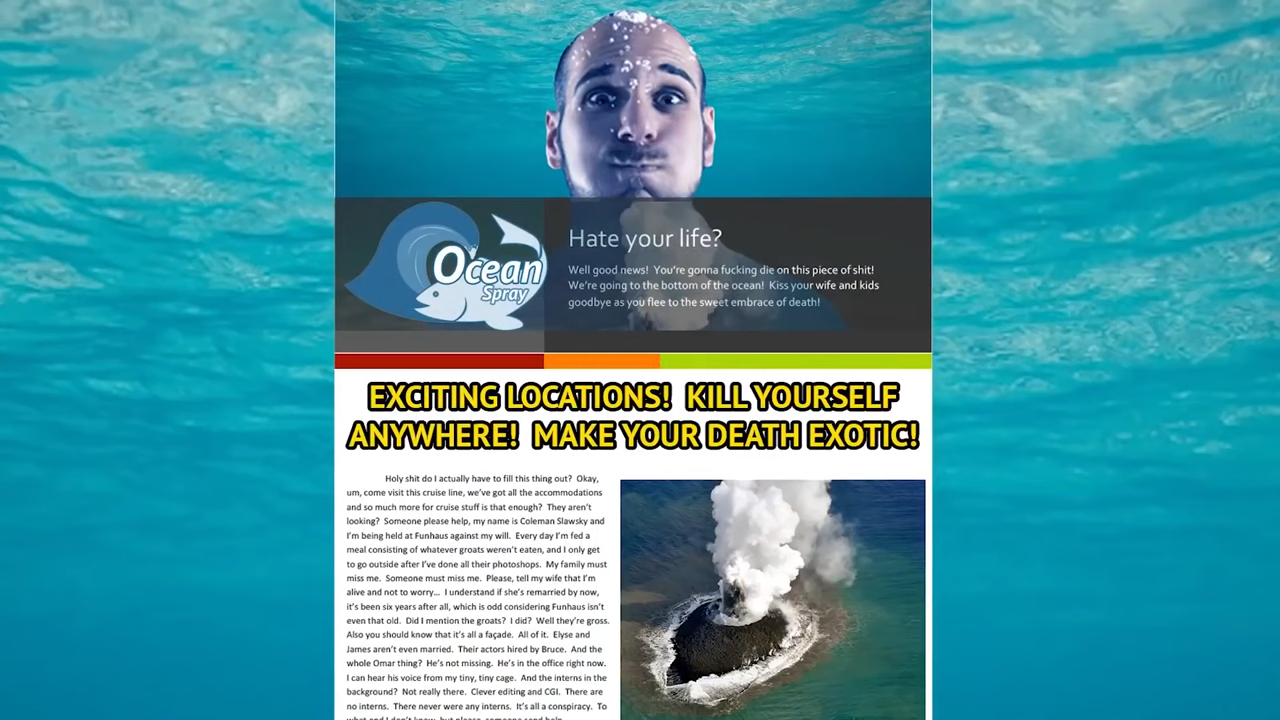 Ocean
Spray
Hate your life?
Well good news!  You're gonna fucking die on this piece of shit!
We're going to the bottom of the ocean!  Kiss your wife and kids
goodbye as you flee to the sweet embrace of death!
EXCITING LOCATIONS!  KILL YOURSELF
ANYWHERE!  MAKE YOUR DEATH EXOTIC!
Holy shit do I actually have to fill this thing out?  Okay,
um, come visit this cruise line, we've got all the accommodations
and so much more for cruise stuff is that enough?  They aren't
looking?  Someone please help, my name is Coleman Slawsky and
I'm being held at Funhaus against my will.  Every day I'm fed a
meal consisting of whatever groats weren't eaten, and I only get
to go outside after I've done all their photoshops.  My family must
miss me.  Someone must miss me.  Please, tell my wife that I'm
alive and not to worry…  I understand if she's remarried by now,
it's been six years after all, which is odd considering Funhaus isn't
even that old.  Did I mention the groats?  I did?  Well they're gross.
Also you should know that it's all a façade.  All of it.  Elyse and
James aren't even married.  Their actors hired by Bruce.  And the
whole Omar thing?  He's not missing.  He's in the office right now.
I can hear his voice from my tiny, tiny cage.  And the interns in the
background?  Not really there.  Clever editing and CGI.  There are
no interns.  There never were any interns.  It's all a conspiracy.  To
what end I don't know, but please, someone send help.